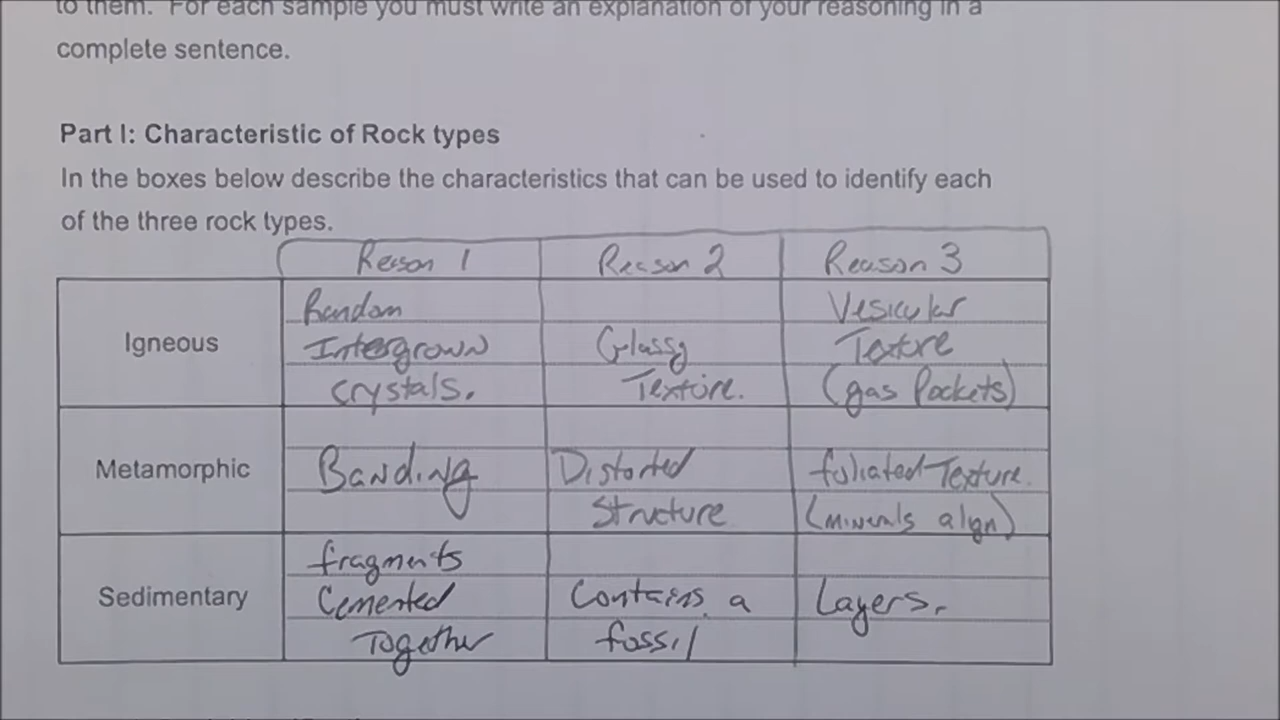 to them. For each sample you must write an explanation of your reasoning in a
complete sentence.
Part I: Characteristic of Rock types
In the boxes below describe the characteristics that can be used to identify each
of the three rock types.
Reason 1 Reason 2 Reason 3
Igneous
Random
Intergrown
crystals.
Glassy
Texture.
Vesicular
Texture
(gas Pockets)
Metamorphic
Banding
Distorted
Structure
foliated Texture.
(minerals align)
Sedimentary
fragments
Cemented
Together
Contains a
fossil
Layers.